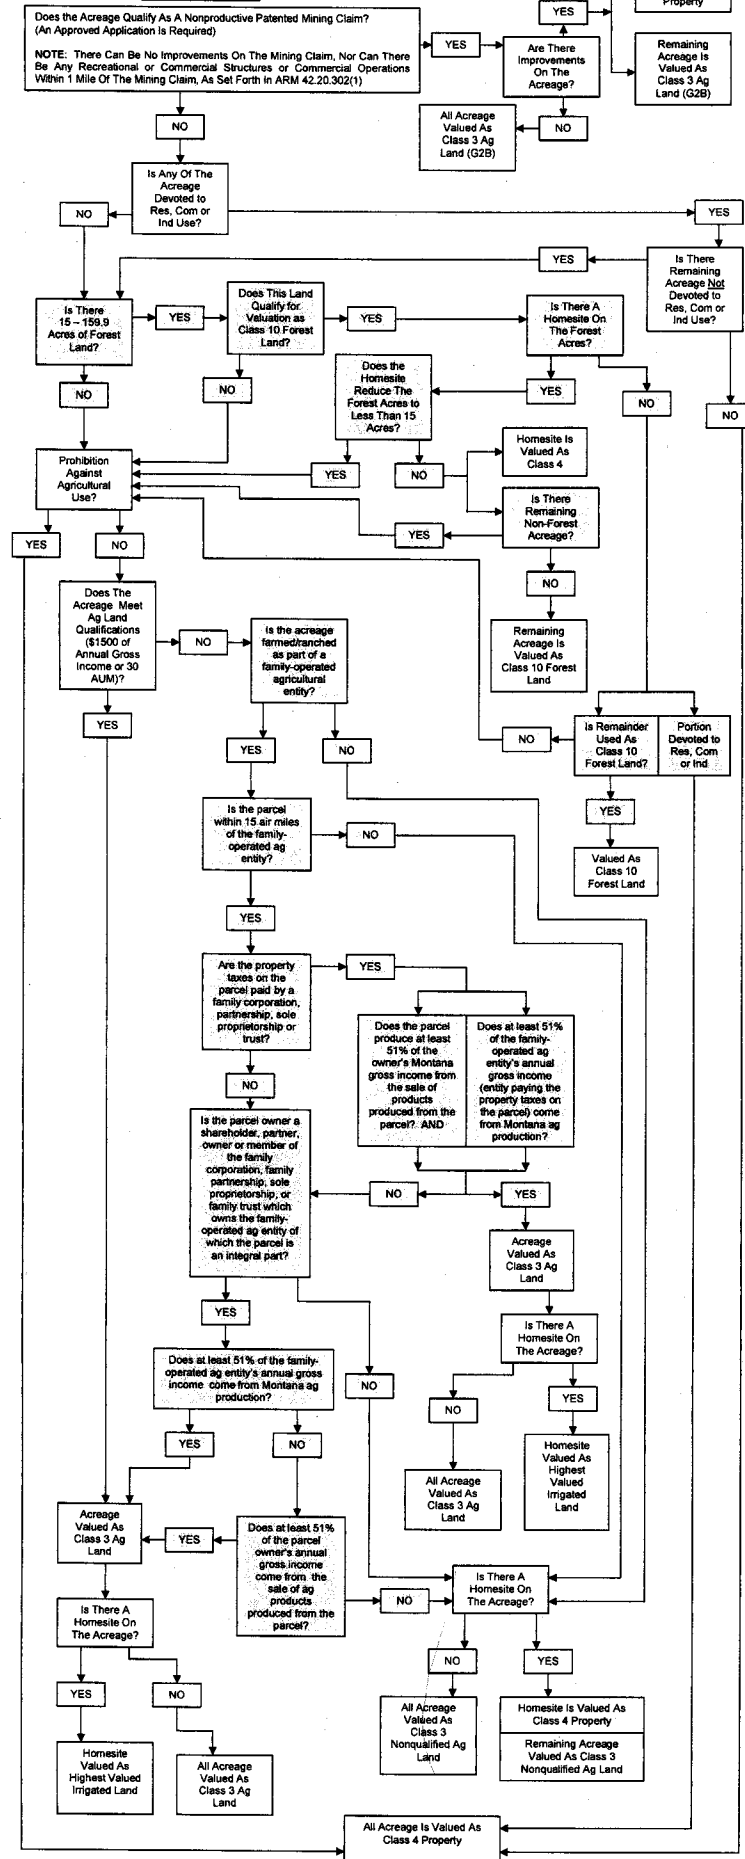 Property
Does the Acreage Qualify As A Nonproductive Patented Mining Claim?
(An Approved Application Is Required)
NOTE: There Can Be No Improvements On The Mining Claim, Nor Can There
Be Any Recreational or Commercial Structures or Commercial Operations
Within 1 Mile Of The Mining Claim, As Set Forth In ARM 42.20.302(1)
YES
YES
Are There
Improvements
On The
Acreage?
Remaining
Acreage Is
Valued As
Class 3 Ag
Land (G2B)
NO
All Acreage
Valued As
Class 3 Ag
Land (G2B)
NO
Is Any Of The
Acreage
Devoted to
Res, Com or
Ind Use?
NO
YES
YES
Is There
Remaining
Acreage Not
Devoted to
Res, Com or
Ind Use?
Is There
15 – 159.9
Acres of Forest
Land?
YES
Does This Land
Qualify for
Valuation as
Class 10 Forest
Land?
YES
Is There A
Homesite On
The Forest
Acres?
NO
NO
Does the
Homesite
Reduce The
Forest Acres to
Less Than 15
Acres?
YES
NO
NO
Prohibition
Against
Agricultural
Use?
YES
NO
Homesite Is
Valued As
Class 4
Is There
Remaining
Non-Forest
Acreage?
YES
NO
YES
NO
Remaining
Acreage Is
Valued As
Class 10 Forest
Land
Does The
Acreage Meet
Ag Land
Qualifications
($1500 of
Annual Gross
Income or 30
AUM)?
NO
Is the acreage
farmed/ranched
as part of a
family-operated
agricultural
entity?
YES
YES
NO
NO
Is Remainder
Used As
Class 10
Forest Land?
Portion
Devoted to
Res, Com
or Ind
YES
Valued As
Class 10
Forest Land
Is the parcel
within 15 air miles
of the family-
operated ag
entity?
NO
YES
Are the property
taxes on the
parcel paid by a
family corporation,
partnership, sole
proprietorship or
trust?
YES
Does the parcel
produce at least
51% of the
owner's Montana
gross income from
the sale of
products
produced from the
parcel? AND
Does at least 51%
of the family-
operated ag
entity's annual
gross income
(entity paying the
property taxes on
the parcel) come
from Montana ag
production?
NO
Is the parcel owner a
shareholder, partner,
owner or member of
the family
corporation, family
partnership, sole
proprietorship, or
family trust which
owns the family-
operated ag entity of
which the parcel is
an integral part?
NO
YES
Acreage
Valued As
Class 3 Ag
Land
Is There A
Homesite On
The Acreage?
NO
YES
All Acreage
Valued As
Class 3 Ag
Land
Homesite
Valued As
Highest
Valued
Irrigated
Land
YES
NO
Does at least 51% of the family-
operated ag entity's annual gross
income come from Montana ag
production?
YES
NO
Acreage
Valued As
Class 3 Ag
Land
YES
Does at least 51%
of the parcel
owner's annual
gross income
come from the
sale of ag
products
produced from the
parcel?
NO
Is There A
Homesite On
The Acreage?
Is There A
Homesite On
The Acreage?
YES
NO
Homesite
Valued As
Highest Valued
Irrigated Land
All Acreage
Valued As
Class 3 Ag
Land
NO
YES
All Acreage
Valued As
Class 3
Nonqualified Ag
Land
Homesite Is Valued As
Class 4 Property
Remaining Acreage
Valued As Class 3
Nonqualified Ag Land
All Acreage Is Valued As
Class 4 Property